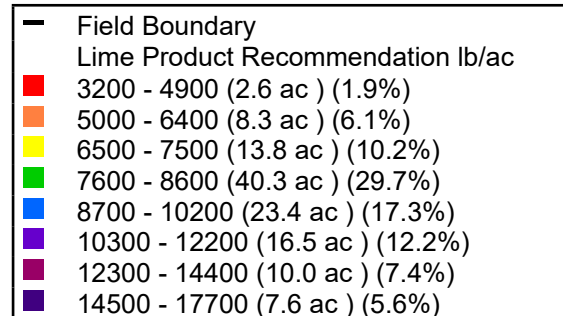 Field Boundary
Lime Product Recommendation lb/ac
3200 - 4900 (2.6 ac ) (1.9%)
5000 - 6400 (8.3 ac ) (6.1%)
6500 - 7500 (13.8 ac ) (10.2%)
7600 - 8600 (40.3 ac ) (29.7%)
8700 - 10200 (23.4 ac ) (17.3%)
10300 - 12200 (16.5 ac ) (12.2%)
12300 - 14400 (10.0 ac ) (7.4%)
14500 - 17700 (7.6 ac ) (5.6%)